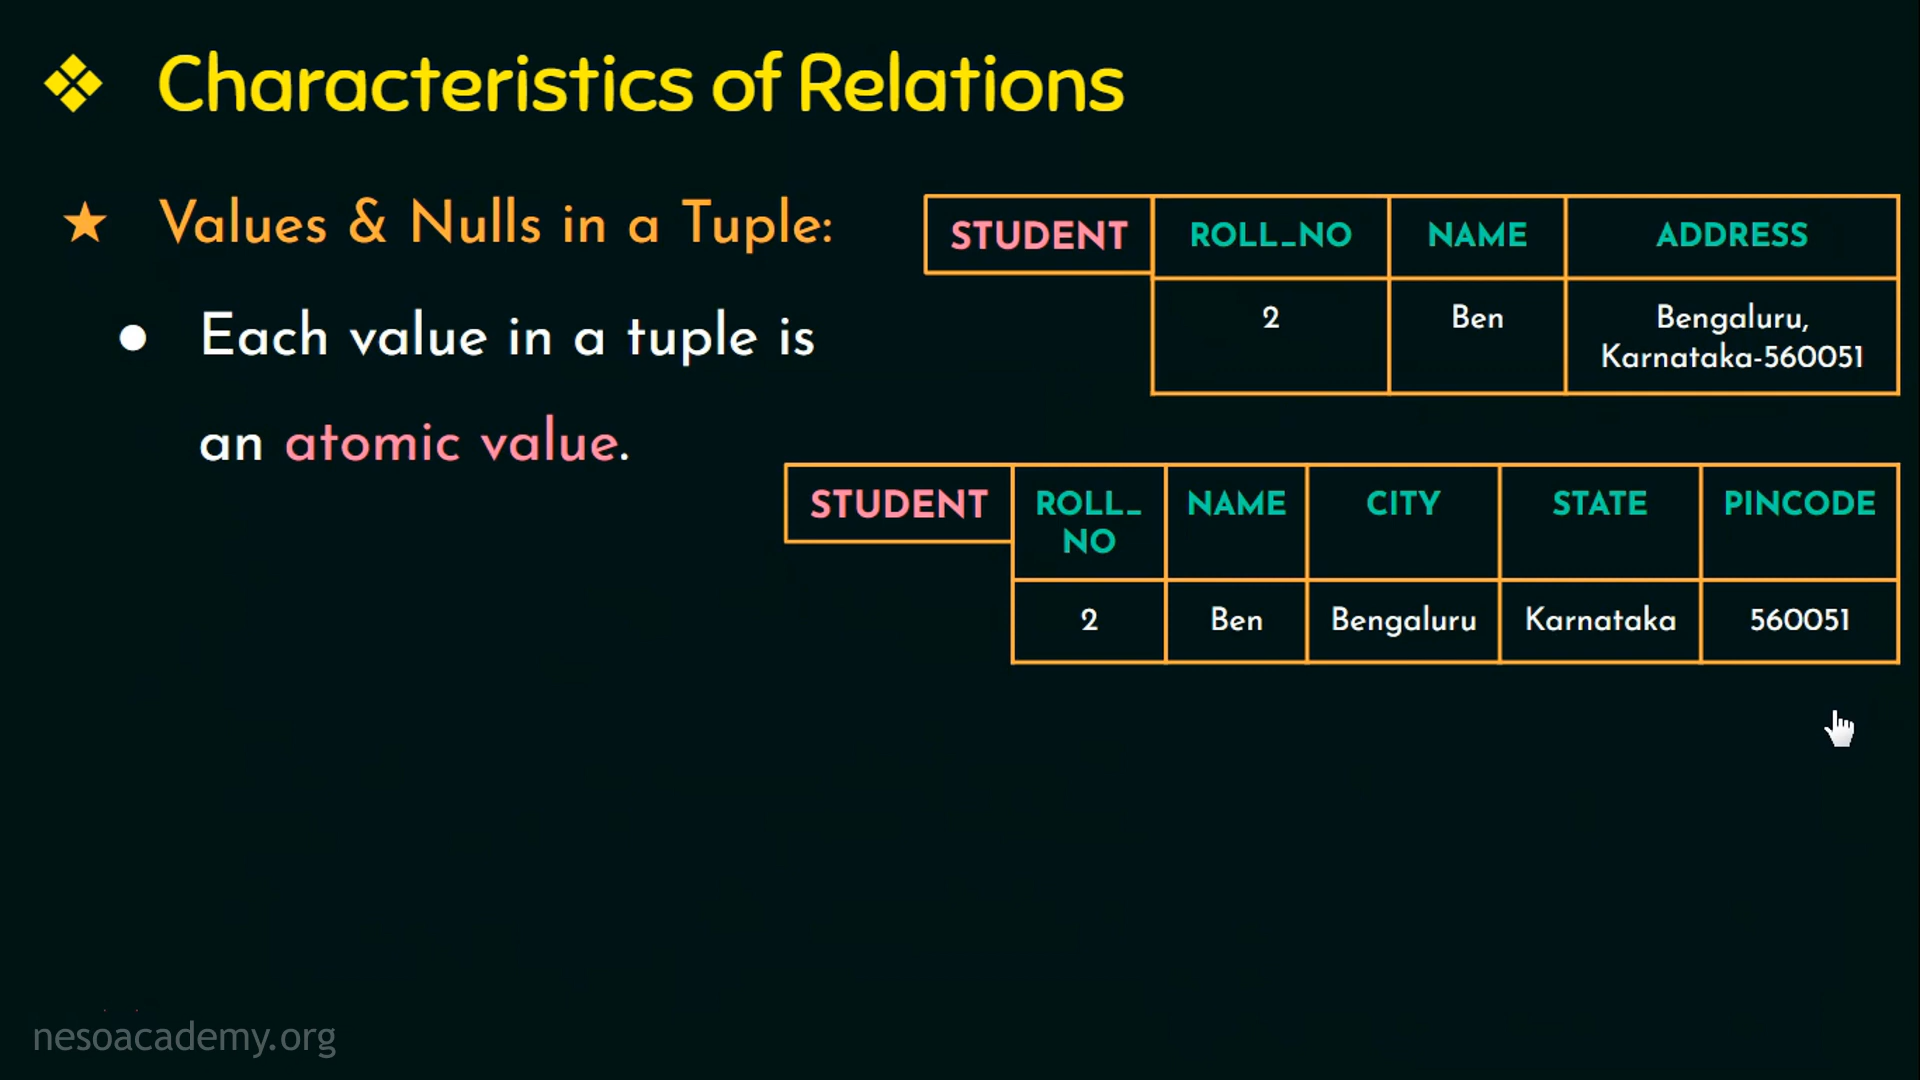 Characteristics of Relations
Values & Nulls in a Tuple:
Each value in a tuple is
an atomic value.
STUDENT ROLL_NO NAME ADDRESS
2 Ben Bengaluru,
Karnataka-560051
STUDENT ROLL_ NAME CITY STATE PINCODE
NO
2 Ben Bengaluru Karnataka 560051
nesoacademy.org